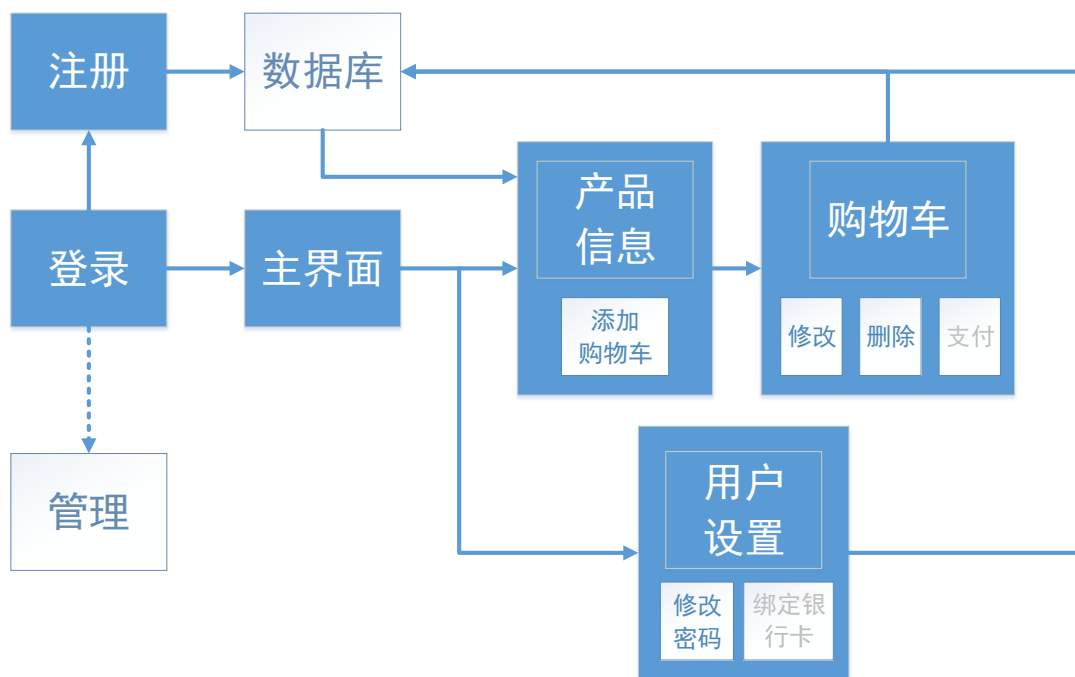 注册
数据库
产品
信息
购物车
登录
主界面
添加
购物车
修改
删除
支付
管理
用户
设置
修改
密码
绑定银
行卡